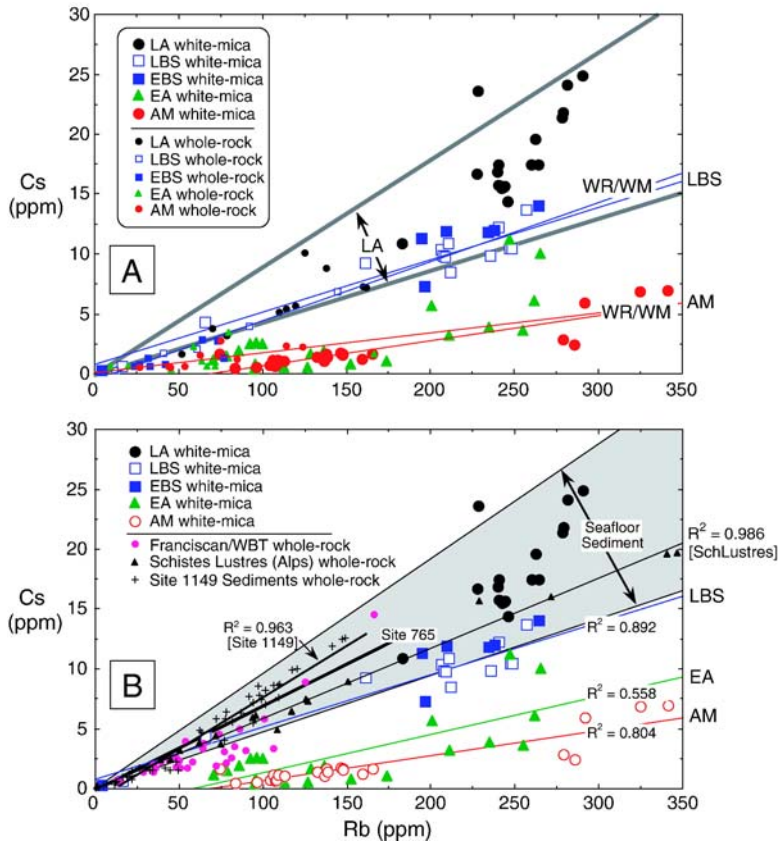 30
25
20
15
10
5
0
Cs
(ppm)
LA white-mica
LBS white-mica
EBS white-mica
EA white-mica
AM white-mica
LA whole-rock
LBS whole-rock
EBS whole-rock
EA whole-rock
AM whole-rock
A
LA
WR/WM
LBS
WR/WM
AM
0 50 100 150 200 250 300 350
30
25
20
15
10
5
0
Cs
(ppm)
LA white-mica
LBS white-mica
EBS white-mica
EA white-mica
AM white-mica
Franciscan/WBT whole-rock
Schistes Lustres (Alps) whole-rock
Site 1149 Sediments whole-rock
B
R² = 0.963
[Site 1149]
Site 765
Seafloor
Sediment
R² = 0.986
[SchLustres]
LBS
R² = 0.892
EA
R² = 0.558
AM
R² = 0.804
0 50 100 150 200 250 300 350
Rb (ppm)